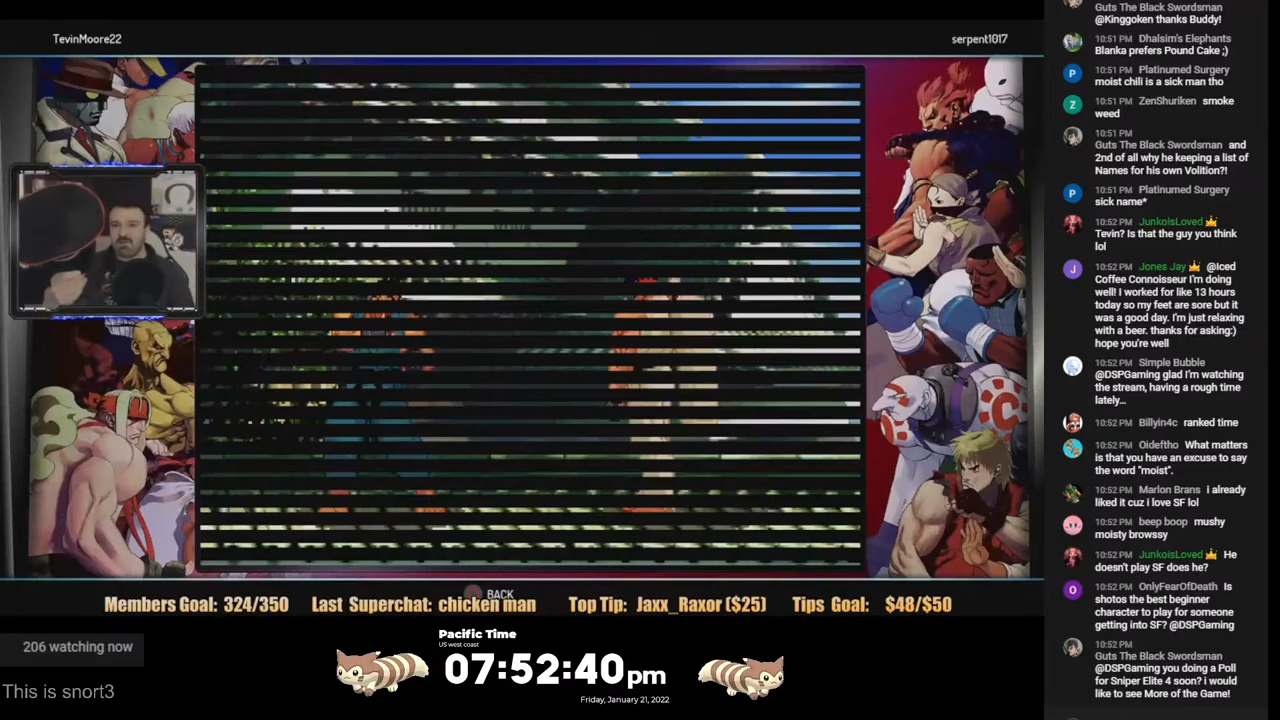 TevinMoore22
serpent1017
BACK
Members Goal: 324/350
Last Superchat: chicken man
Top Tip: Jaxx_Raxor ($25)
Tips Goal: $48/$50
206 watching now
This is snort3
Pacific Time
US west coast
07:52:40pm
Friday, January 21, 2022
C
Guts The Black Swordsman
@Kinggoken thanks Buddy!
10:51 PM Dhalsim's Elephants
Blanka prefers Pound Cake ;)
P
10:51 PM Platinumed Surgery
moist chili is a sick man tho
Z
10:51 PM ZenShuriken smoke
weed
10:51 PM
Guts The Black Swordsman and
2nd of all why he keeping a list of
Names for his own Volition?!
P
10:51 PM Platinumed Surgery
sick name*
10:52 PM JunkoIsLoved
Tevin? Is that the guy you think
lol
J
10:52 PM Jones Jay @Iced
Coffee Connoisseur I'm doing
well! I worked for like 13 hours
today so my feet are sore but it
was a good day. I'm just relaxing
with a beer. thanks for asking:)
hope you're well
10:52 PM Simple Bubble
@DSPGaming glad I'm watching
the stream, having a rough time
lately...
10:52 PM Billyin4c ranked time
10:52 PM Oideftho What matters
is that you have an excuse to say
the word "moist".
10:52 PM Marlon Brans i already
liked it cuz i love SF lol
10:52 PM beep boop mushy
moisty browssy
10:52 PM JunkoIsLoved He
doesn't play SF does he?
O
10:52 PM OnlyFearOfDeath Is
shotos the best beginner
character to play for someone
getting into SF? @DSPGaming
10:52 PM
Guts The Black Swordsman
@DSPGaming you doing a Poll
for Sniper Elite 4 soon? i would
like to see More of the Game!